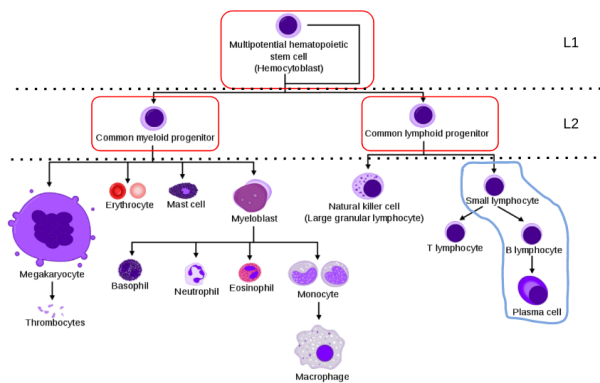 L1
Multipotential hematopoietic
stem cell
(Hemocytoblast)
L2
Common myeloid progenitor
Common lymphoid progenitor
Erythrocyte
Mast cell
Myeloblast
Natural killer cell
(Large granular lymphocyte)
Small lymphocyte
T lymphocyte
B lymphocyte
Megakaryocyte
Basophil
Neutrophil
Eosinophil
Monocyte
Plasma cell
Thrombocytes
Macrophage